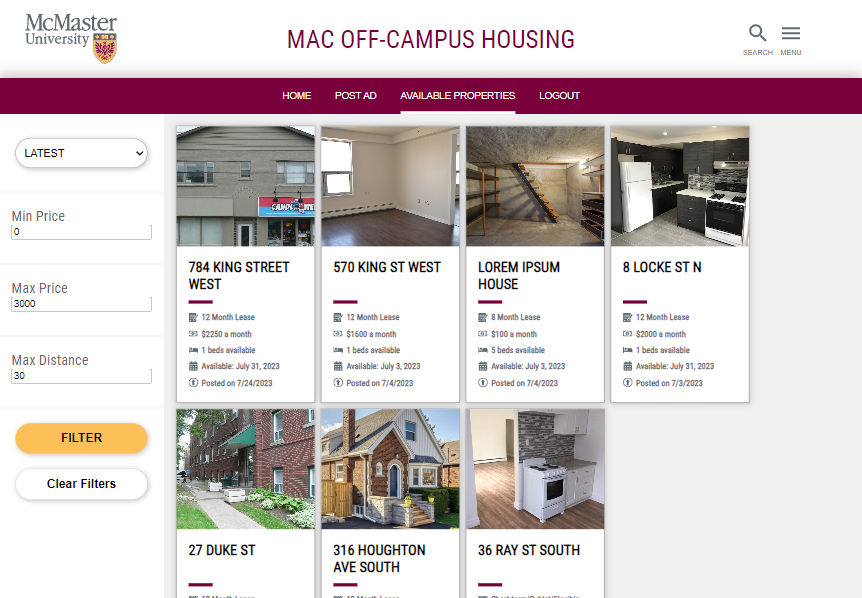 McMaster
University
MAC OFF-CAMPUS HOUSING
SEARCH
MENU
HOME
POST AD
AVAILABLE PROPERTIES
LOGOUT
LATEST
Min Price
0
Max Price
3000
Max Distance
30
FILTER
Clear Filters
784 KING STREET
WEST
12 Month Lease
$2250 a month
1 beds available
Available: July 31, 2023
Posted on 7/24/2023
570 KING ST WEST
12 Month Lease
$1600 a month
1 beds available
Available: July 3, 2023
Posted on 7/4/2023
LOREM IPSUM
HOUSE
8 Month Lease
$100 a month
5 beds available
Available: July 3, 2023
Posted on 7/4/2023
8 LOCKE ST N
12 Month Lease
$2000 a month
1 beds available
Available: July 31, 2023
Posted on 7/3/2023
27 DUKE ST
316 HOUGHTON
AVE SOUTH
36 RAY ST SOUTH